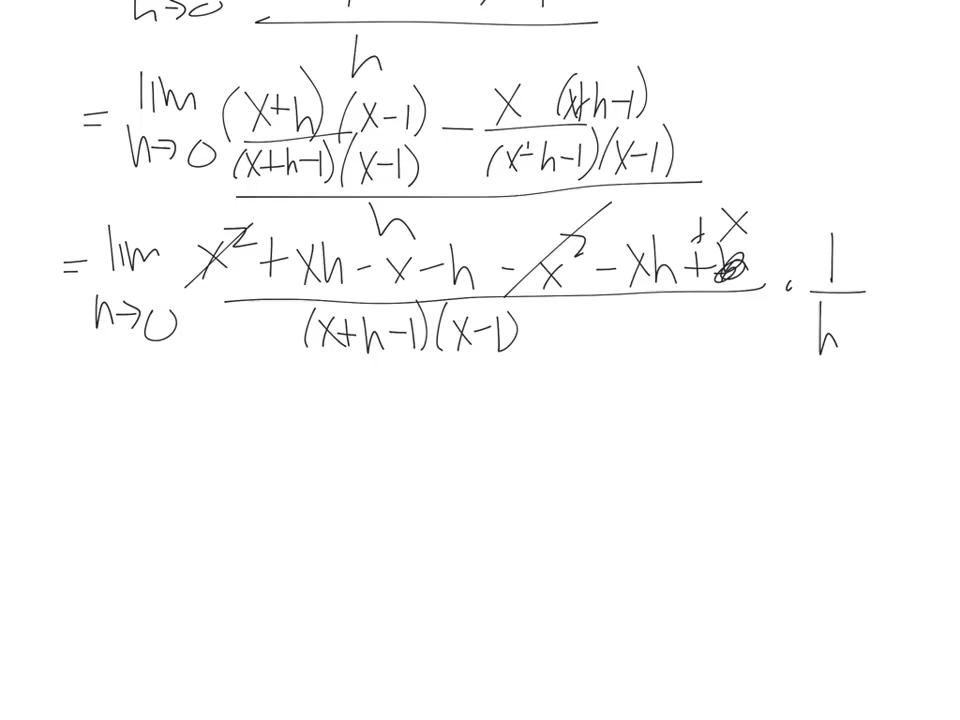 h→0
h
= lim h→0 (x+h)(x-1)/(x+h-1)(x-1) - x(x+h-1)/(x+h-1)(x-1)
h
= lim h→0 x² + xh - x - h - x² - xh + x / (x+h-1)(x-1) · 1/h